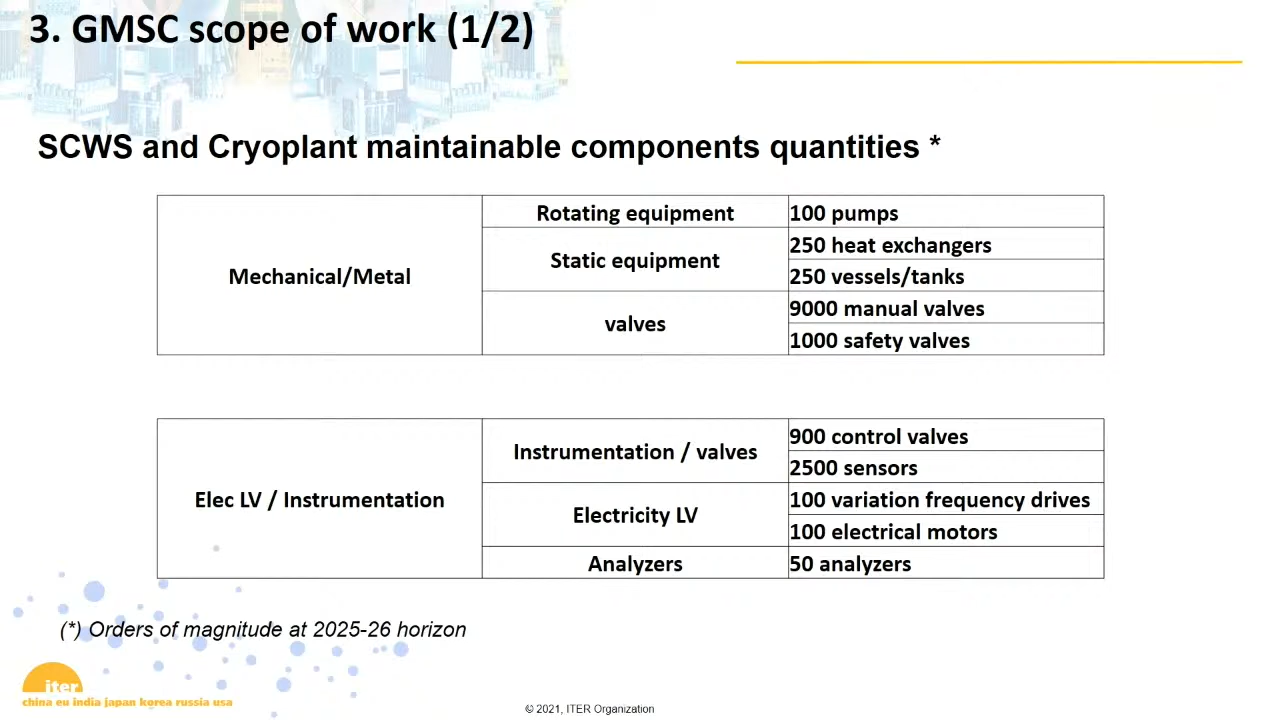 3. GMSC scope of work (1/2)
SCWS and Cryoplant maintainable components quantities *
Mechanical/Metal
Rotating equipment
100 pumps
Static equipment
250 heat exchangers
250 vessels/tanks
valves
9000 manual valves
1000 safety valves
Elec LV / Instrumentation
Instrumentation / valves
900 control valves
2500 sensors
Electricity LV
100 variation frequency drives
100 electrical motors
Analyzers
50 analyzers
(*) Orders of magnitude at 2025-26 horizon
iter
china eu india japan korea russia usa
© 2021, ITER Organization